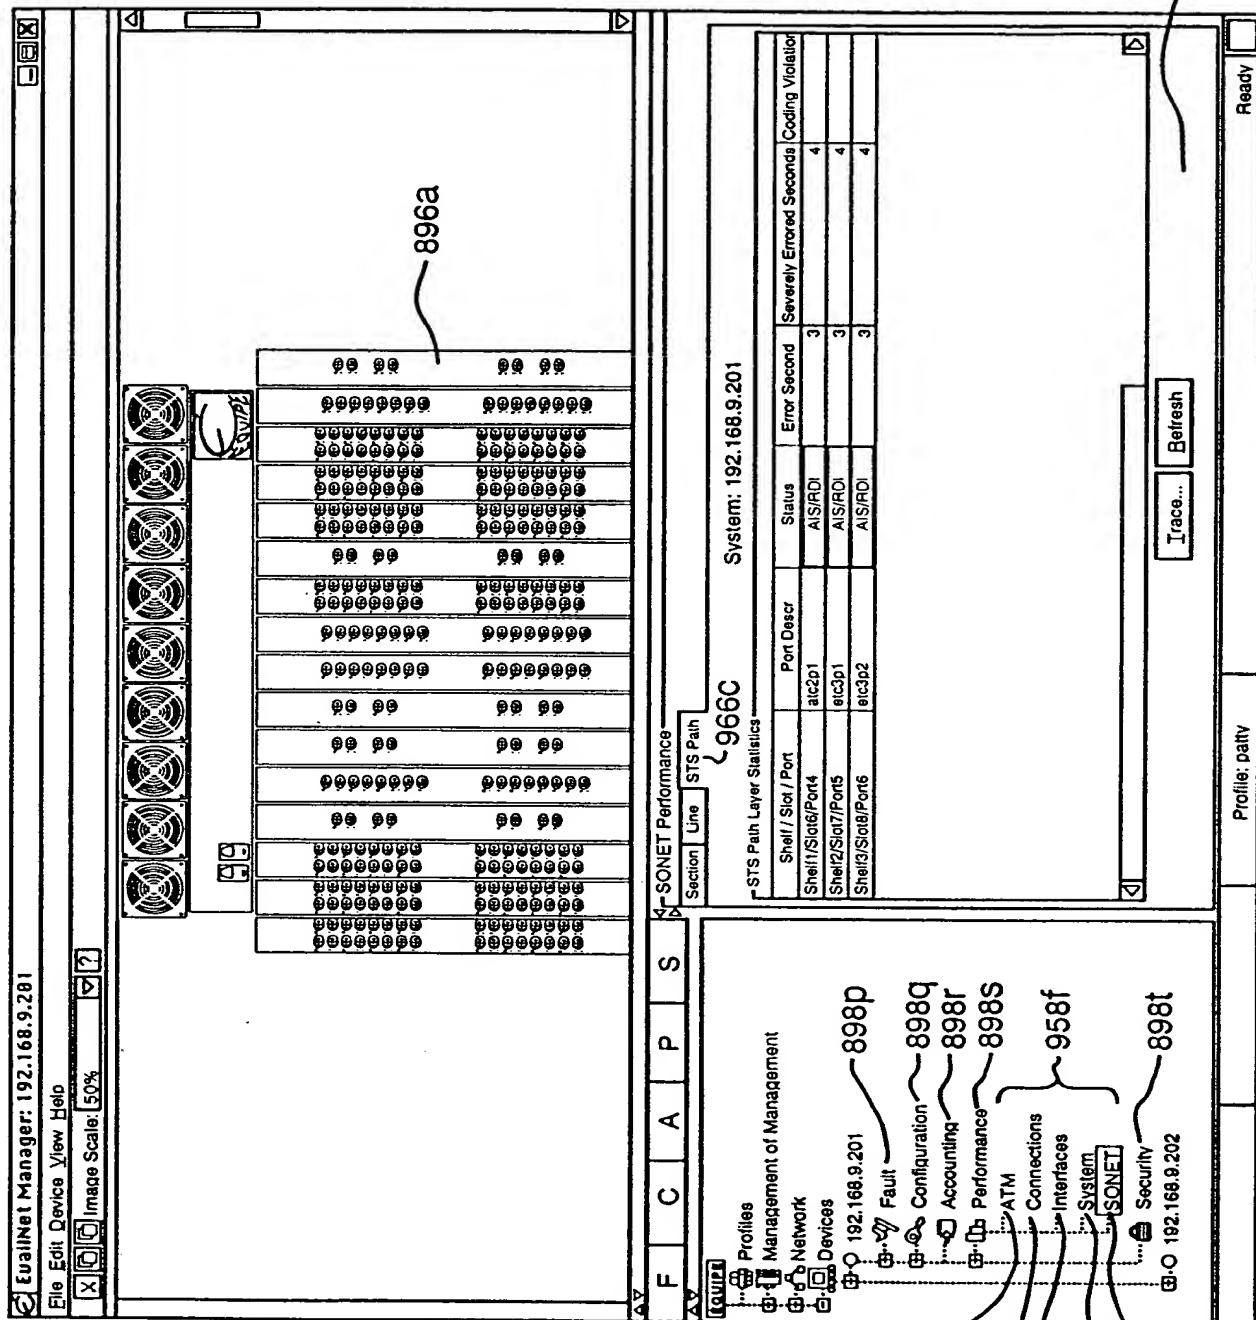 EualNet Manager: 192.168.9.201
File Edit Device View Help
Image Scale: 50%
?
896a
EQUIPE
F C A P S
EQUIPE
Profiles
Management of Management
Network
Devices
192.168.9.201
Fault
Configuration
Accounting
Performance
ATM
Connections
Interfaces
System
SONET
Security
192.168.9.202
898p
898q
898r
898s
958f
898t
SONET Performance
Section Line STS Path
966C
System: 192.168.9.201
STS Path Layer Statistics
Shelf / Slot / Port Port Descr Status Error Second Severely Errored Seconds Coding Violation
Shelf1/Slot6/Port4 atc2p1 AIS/RDI 3 4
Shelf2/Slot7/Port5 etc3p1 AIS/RDI 3 4
Shelf3/Slot8/Port6 etc3p2 AIS/RDI 3 4
Trace... Refresh
Profile: patty
Ready